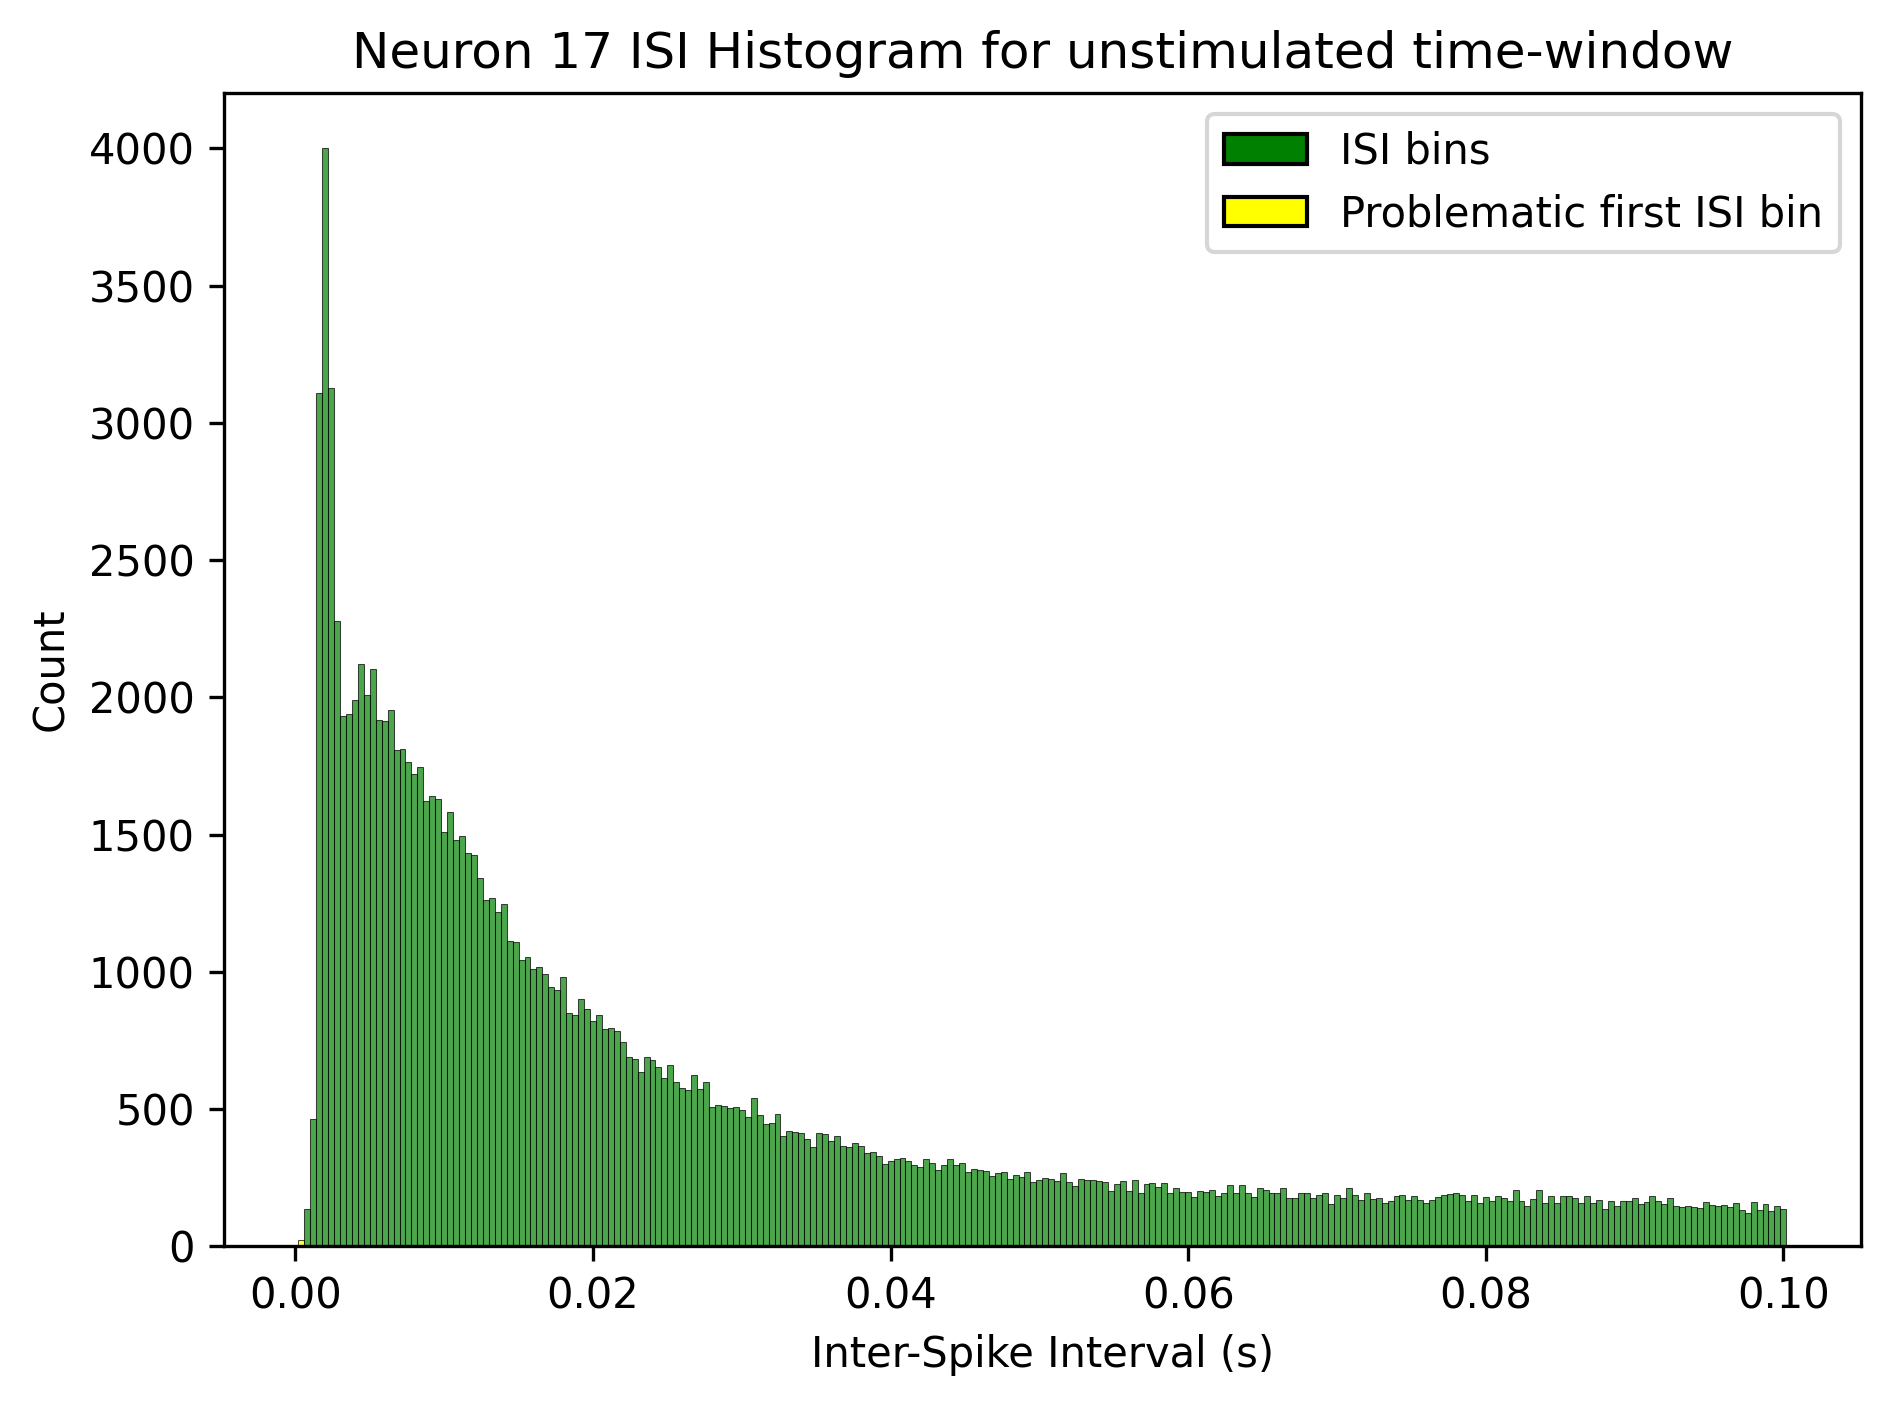 Neuron 17 ISI Histogram for unstimulated time-window
ISI bins
Problematic first ISI bin
4000
3500
3000
2500
2000
1500
1000
500
0
Count
0.00 0.02 0.04 0.06 0.08 0.10
Inter-Spike Interval (s)